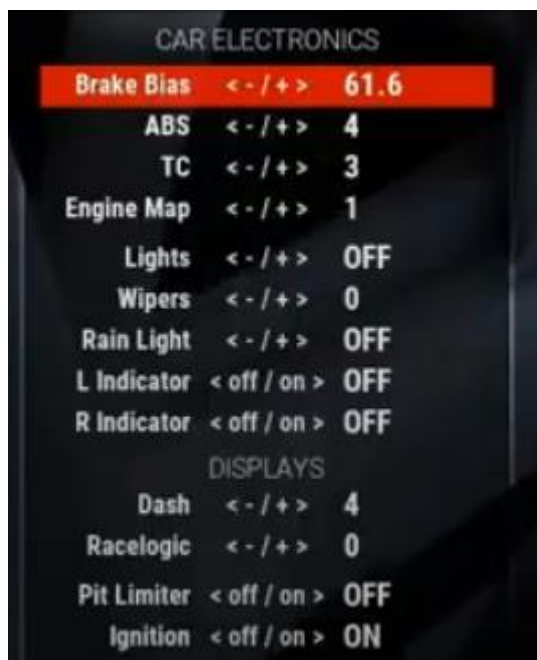 CAR ELECTRONICS
Brake Bias < - / + > 61.6
ABS < - / + > 4
TC < - / + > 3
Engine Map < - / + > 1
Lights < - / + > OFF
Wipers < - / + > 0
Rain Light < - / + > OFF
L Indicator < off / on > OFF
R Indicator < off / on > OFF
DISPLAYS
Dash < - / + > 4
Racelogic < - / + > 0
Pit Limiter < off / on > OFF
Ignition < off / on > ON